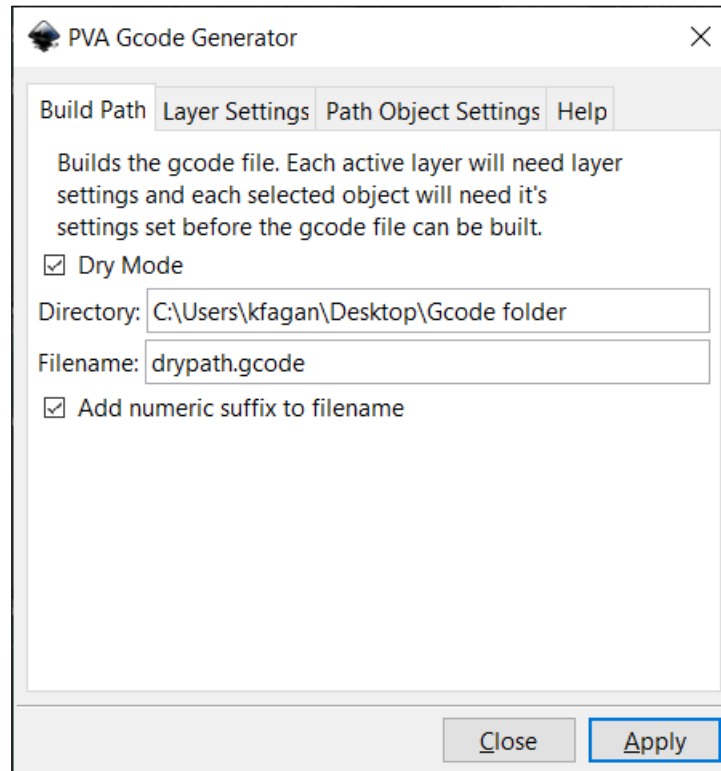 PVA Gcode Generator
Build Path Layer Settings Path Object Settings Help
Builds the gcode file. Each active layer will need layer
settings and each selected object will need it's
settings set before the gcode file can be built.
Dry Mode
Directory: C:\Users\kfagan\Desktop\Gcode folder
Filename: drypath.gcode
Add numeric suffix to filename
Close Apply